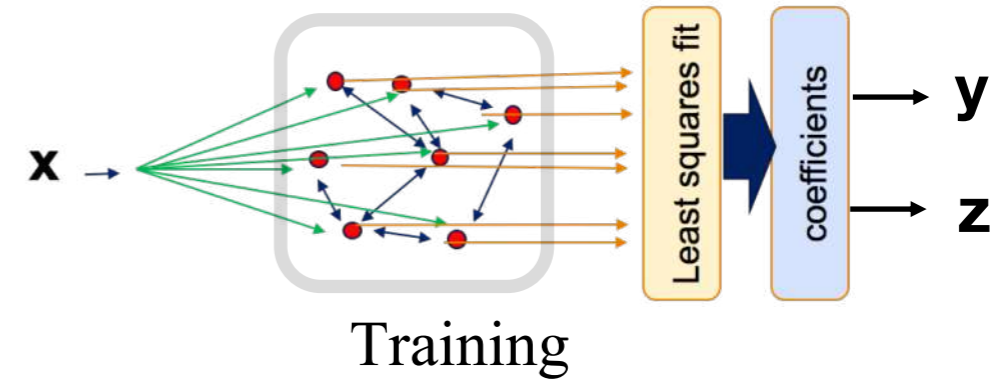 x
Least squares fit
coefficients
y
z
Training